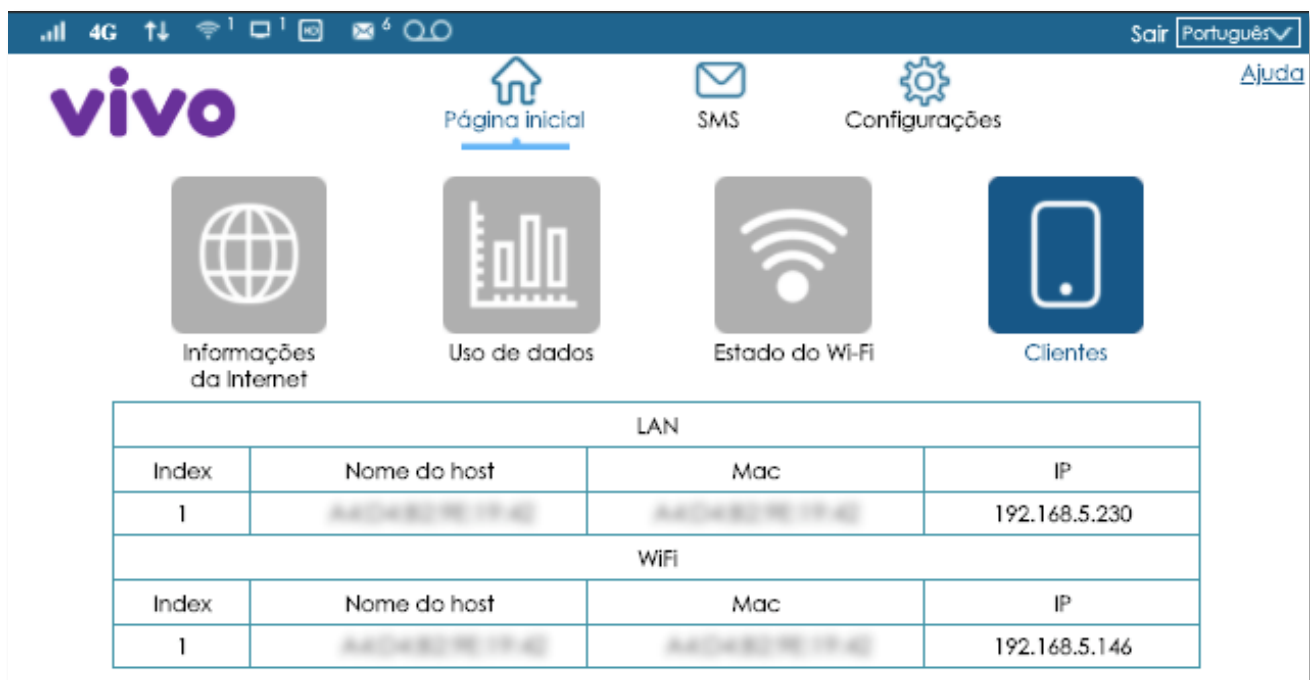 4G 1 1 HD 6 Sair Português
vivo
Página inicial SMS Configurações Ajuda
Informações
da Internet
Uso de dados
Estado do Wi-Fi
Clientes
LAN
Index Nome do host Mac IP
1 192.168.5.230
WiFi
Index Nome do host Mac IP
1 192.168.5.146